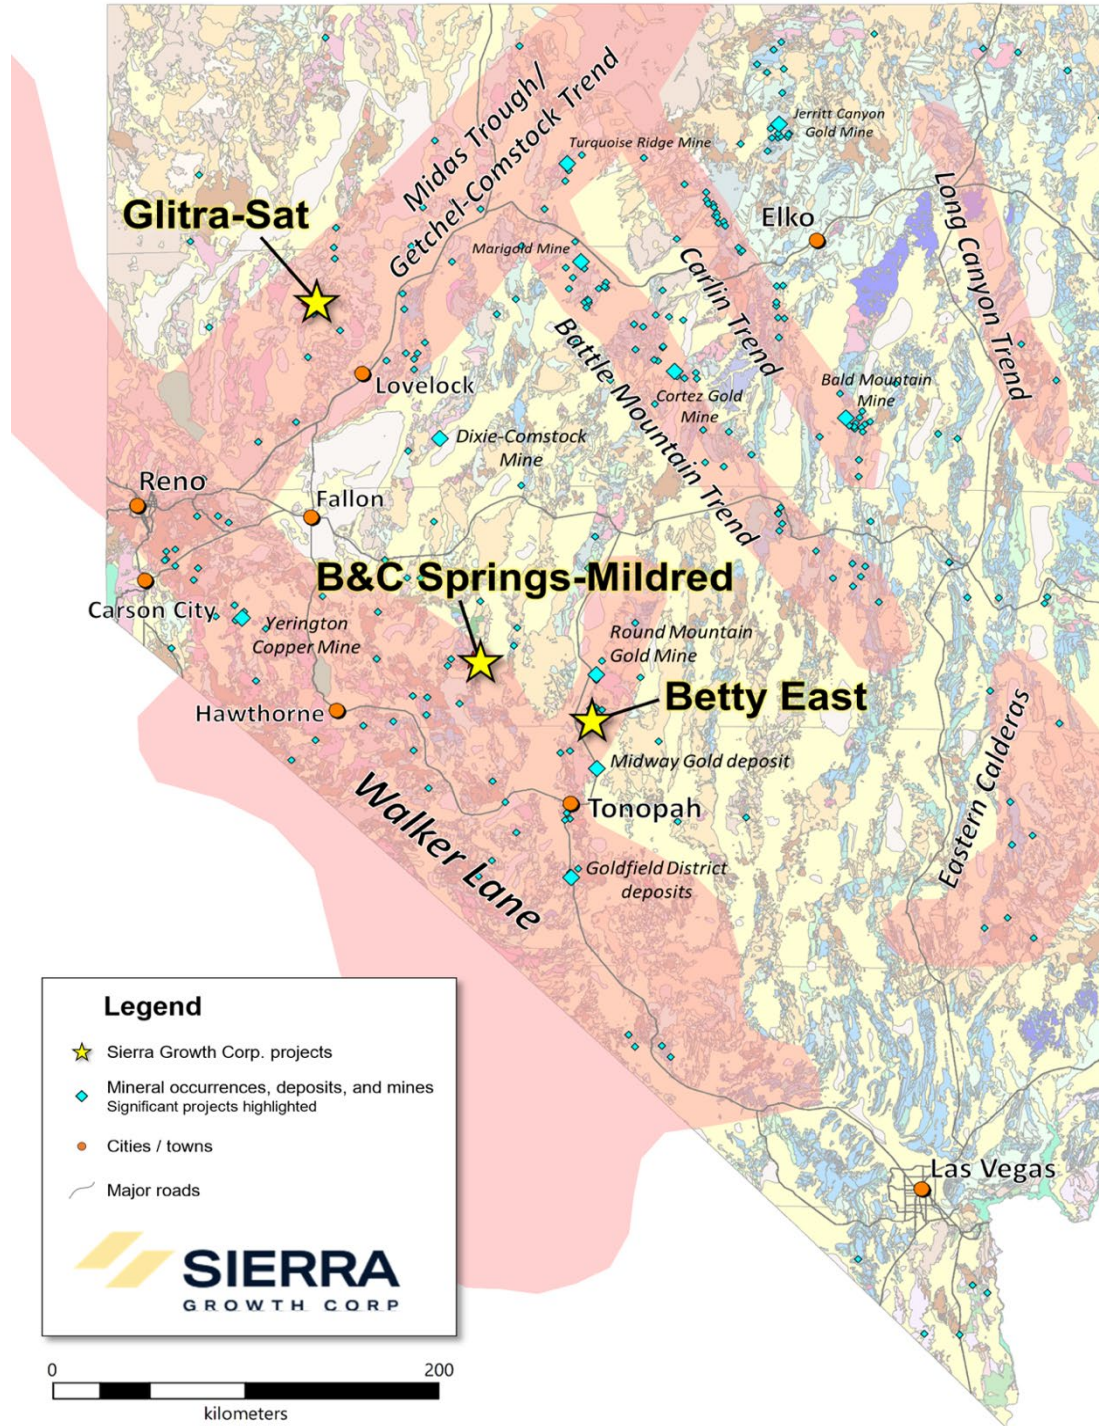 Midas Trough/
Getchel-Comstock Trend
Jerritt Canyon
Gold Mine
Turquoise Ridge Mine
Glitra-Sat
Elko
Long Canyon Trend
Marigold Mine
Carlin Trend
Battle Mountain Trend
Lovelock
Cortez Gold
Mine
Bald Mountain
Mine
Dixie-Comstock
Mine
Reno
Fallon
B&C Springs-Mildred
Carson City
Yerington
Copper Mine
Round Mountain
Gold Mine
Betty East
Hawthorne
Midway Gold deposit
Walker Lane
Tonopah
Eastern Calderas
Goldfield District
deposits
Las Vegas
Legend
Sierra Growth Corp. projects
Mineral occurrences, deposits, and mines
Significant projects highlighted
Cities / towns
Major roads
SIERRA
GROWTH CORP
0 200
kilometers